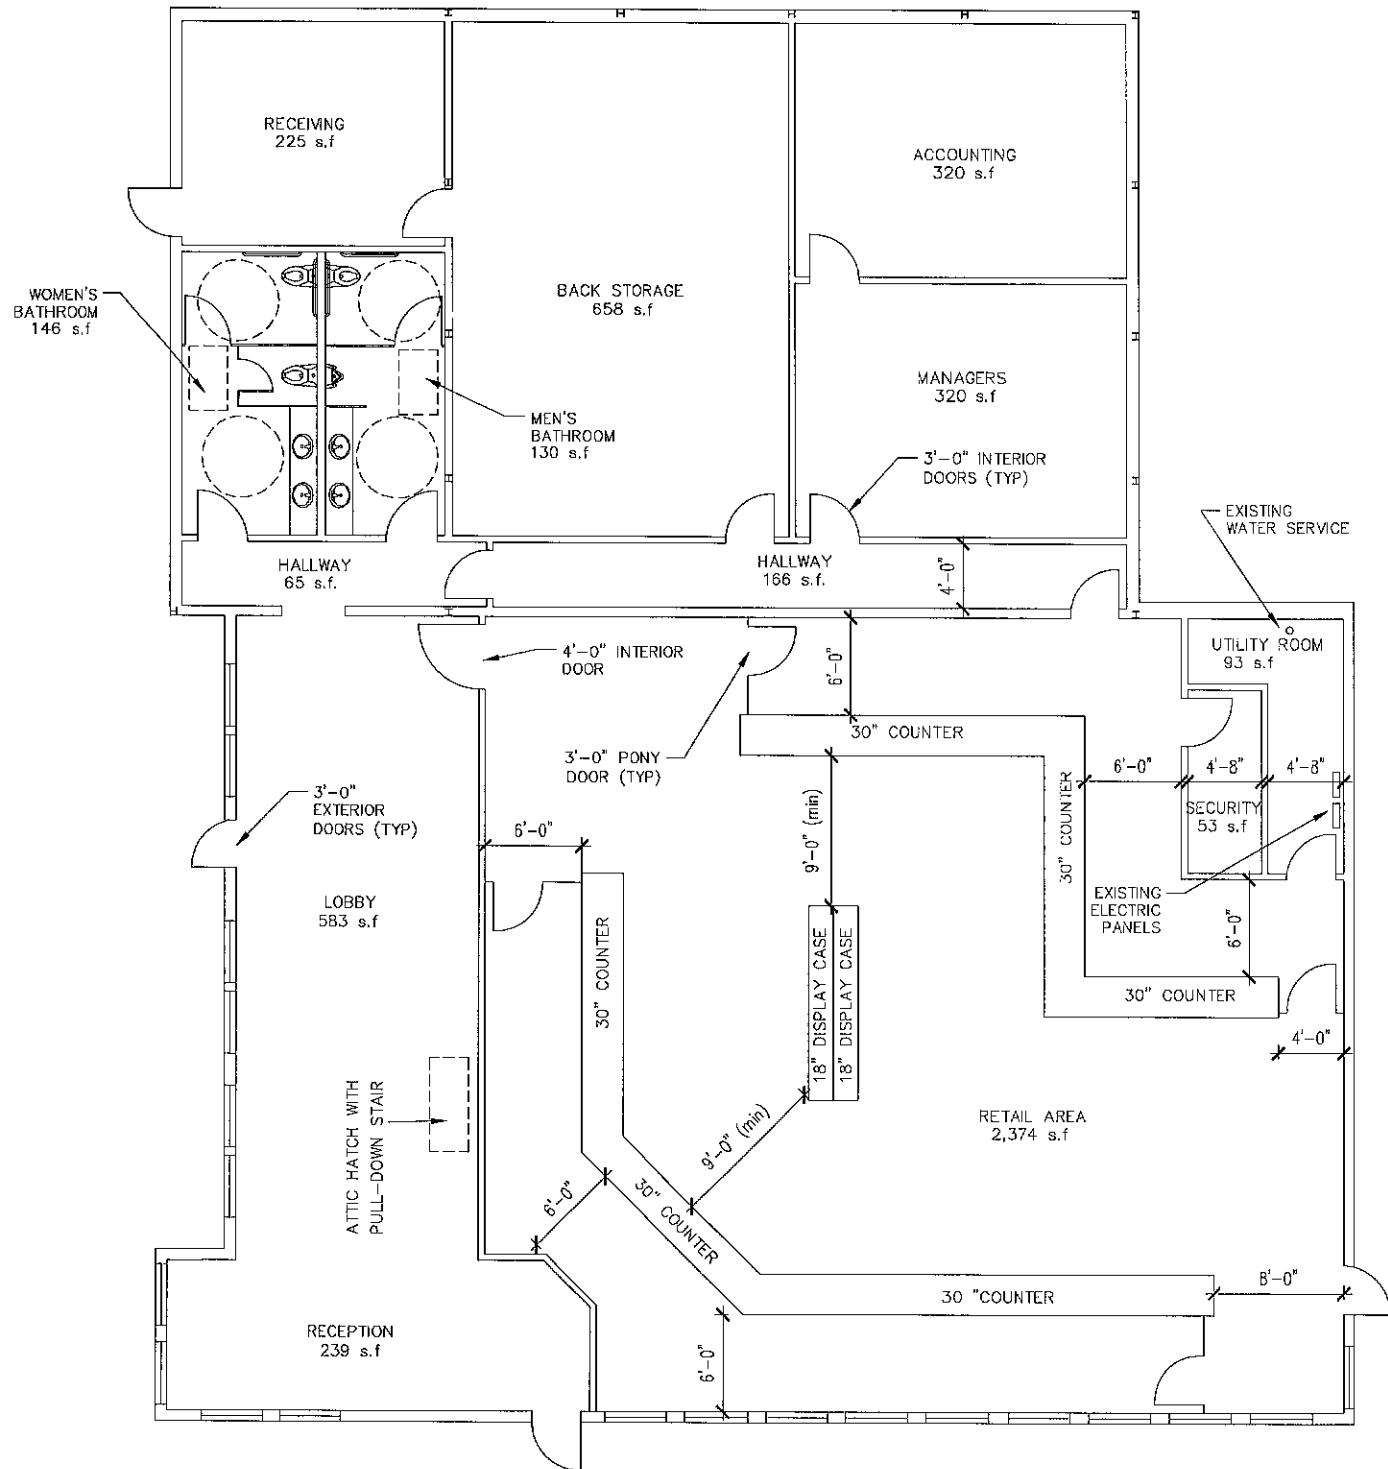 RECEIVING
225 s.f
ACCOUNTING
320 s.f
WOMEN'S
BATHROOM
146 s.f
BACK STORAGE
658 s.f
MANAGERS
320 s.f
MEN'S
BATHROOM
130 s.f
3'-0" INTERIOR
DOORS (TYP)
EXISTING
WATER SERVICE
HALLWAY
65 s.f.
HALLWAY
166 s.f.
4'-0"
UTILITY ROOM
93 s.f
4'-0" INTERIOR
DOOR
6'-0"
3'-0" PONY
DOOR (TYP)
30" COUNTER
6'-0"
4'-8"
4'-8"
3'-0"
EXTERIOR
DOORS (TYP)
6'-0"
9'-0" (min)
30" COUNTER
SECURITY
53 s.f
EXISTING
ELECTRIC
PANELS
6'-0"
LOBBY
583 s.f
30" COUNTER
18" DISPLAY CASE
18" DISPLAY CASE
30" COUNTER
4'-0"
ATTIC HATCH WITH
PULL-DOWN STAIR
RETAIL AREA
2,374 s.f
9'-0" (min)
6'-0"
30" COUNTER
8'-0"
30 "COUNTER
RECEPTION
239 s.f
6'-0"